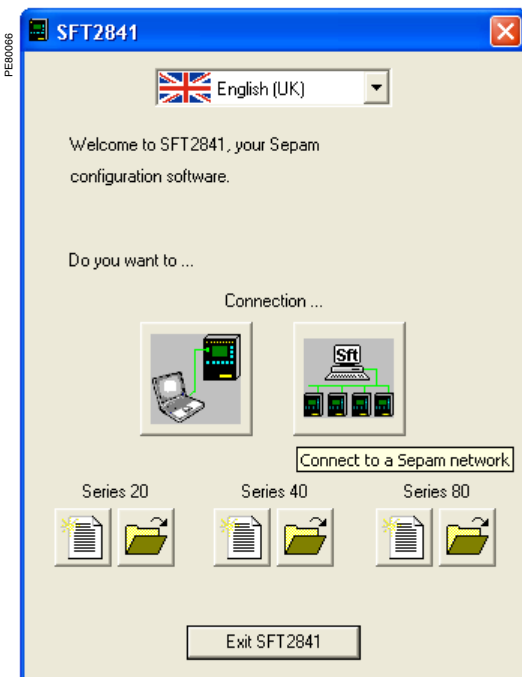 PE80066
SFT2841
English (UK)
Welcome to SFT2841, your Sepam
configuration software.
Do you want to ...
Connection ...
Sft
Connect to a Sepam network
Series 20 Series 40 Series 80
Exit SFT2841